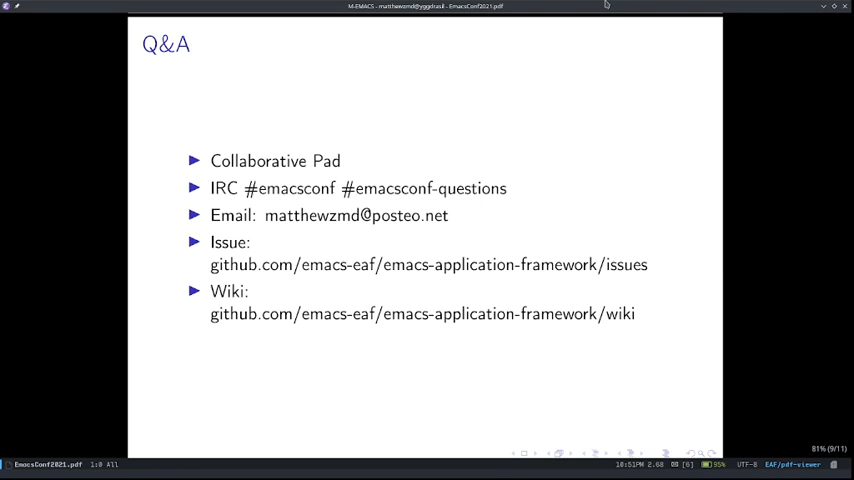 M-EMACS - matthewzmd@yggdrasil - EmacsConf2021.pdf
Q&A
Collaborative Pad
IRC #emacsconf #emacsconf-questions
Email: matthewzmd@posteo.net
Issue:
github.com/emacs-eaf/emacs-application-framework/issues
Wiki:
github.com/emacs-eaf/emacs-application-framework/wiki
81% (9/11)
EmacsConf2021.pdf 1:0 All 10:51PM 2.68 [6] 95% UTF-8 EAF/pdf-viewer